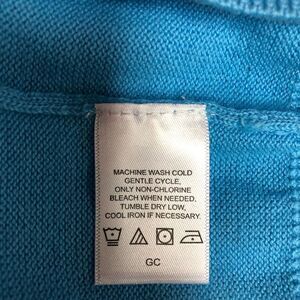 MACHINE WASH COLD
GENTLE CYCLE,
ONLY NON-CHLORINE
BLEACH WHEN NEEDED.
TUMBLE DRY LOW,
COOL IRON IF NECESSARY.
GC